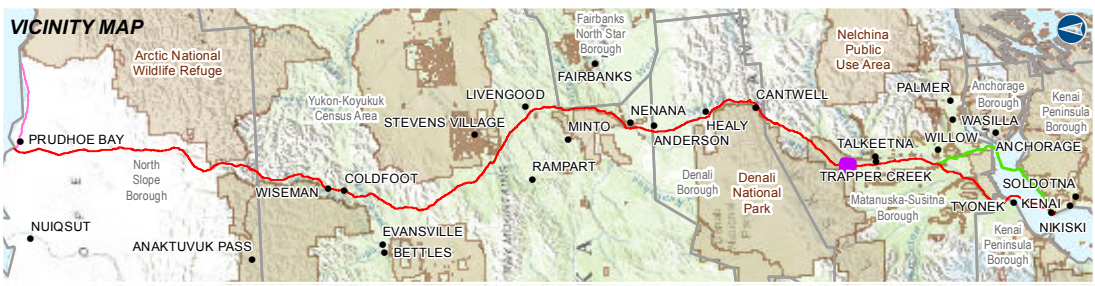 VICINITY MAP
Arctic National
Wildlife Refuge
Fairbanks
North Star
Borough
Nelchina
Public
Use Area
FAIRBANKS
PALMER
Anchorage
Borough
Kenai
Peninsula
Borough
Yukon-Koyukuk
Census Area
LIVENGOOD
NENANA
CANTWELL
STEVENS VILLAGE
MINTO
HEALY
WASILLA
PRUDHOE BAY
ANDERSON
TALKEETNA
WILLOW
ANCHORAGE
North
Slope
Borough
RAMPART
Denali
Borough
Denali
National
Park
TRAPPER CREEK
WISEMAN
COLDFOOT
SOLDOTNA
Matanuska-Susitna
Borough
TYONEK
KENAI
NUIQSUT
EVANSVILLE
NIKISKI
ANAKTUVUK PASS
BETTLES
Kenai
Peninsula
Borough